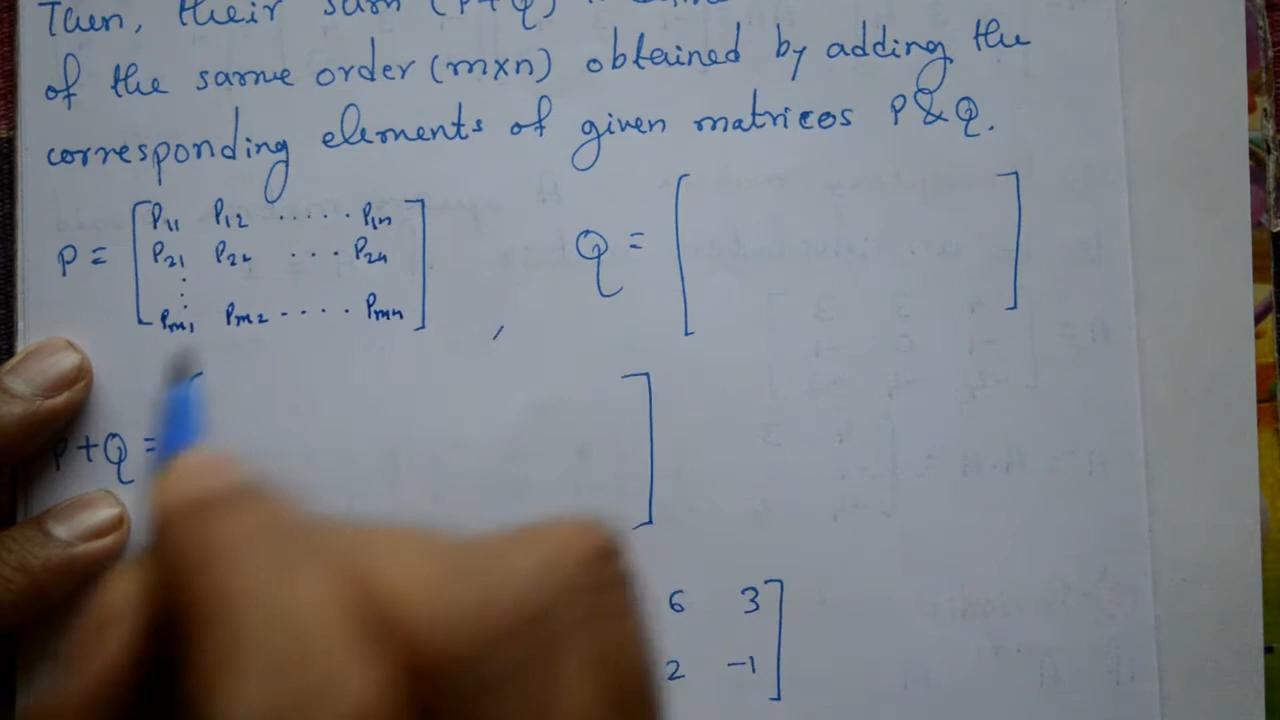 Then, their sum (P+Q)
of the same order (m×n) obtained by adding the
corresponding elements of given matrices P & Q.
P = [P11 P12 ...... P1n
P21 P22 ... P2n
⋮
Pm1 Pm2 ..... Pmn] , Q = [ ]
P+Q = [ ]
6 3
2 -1]